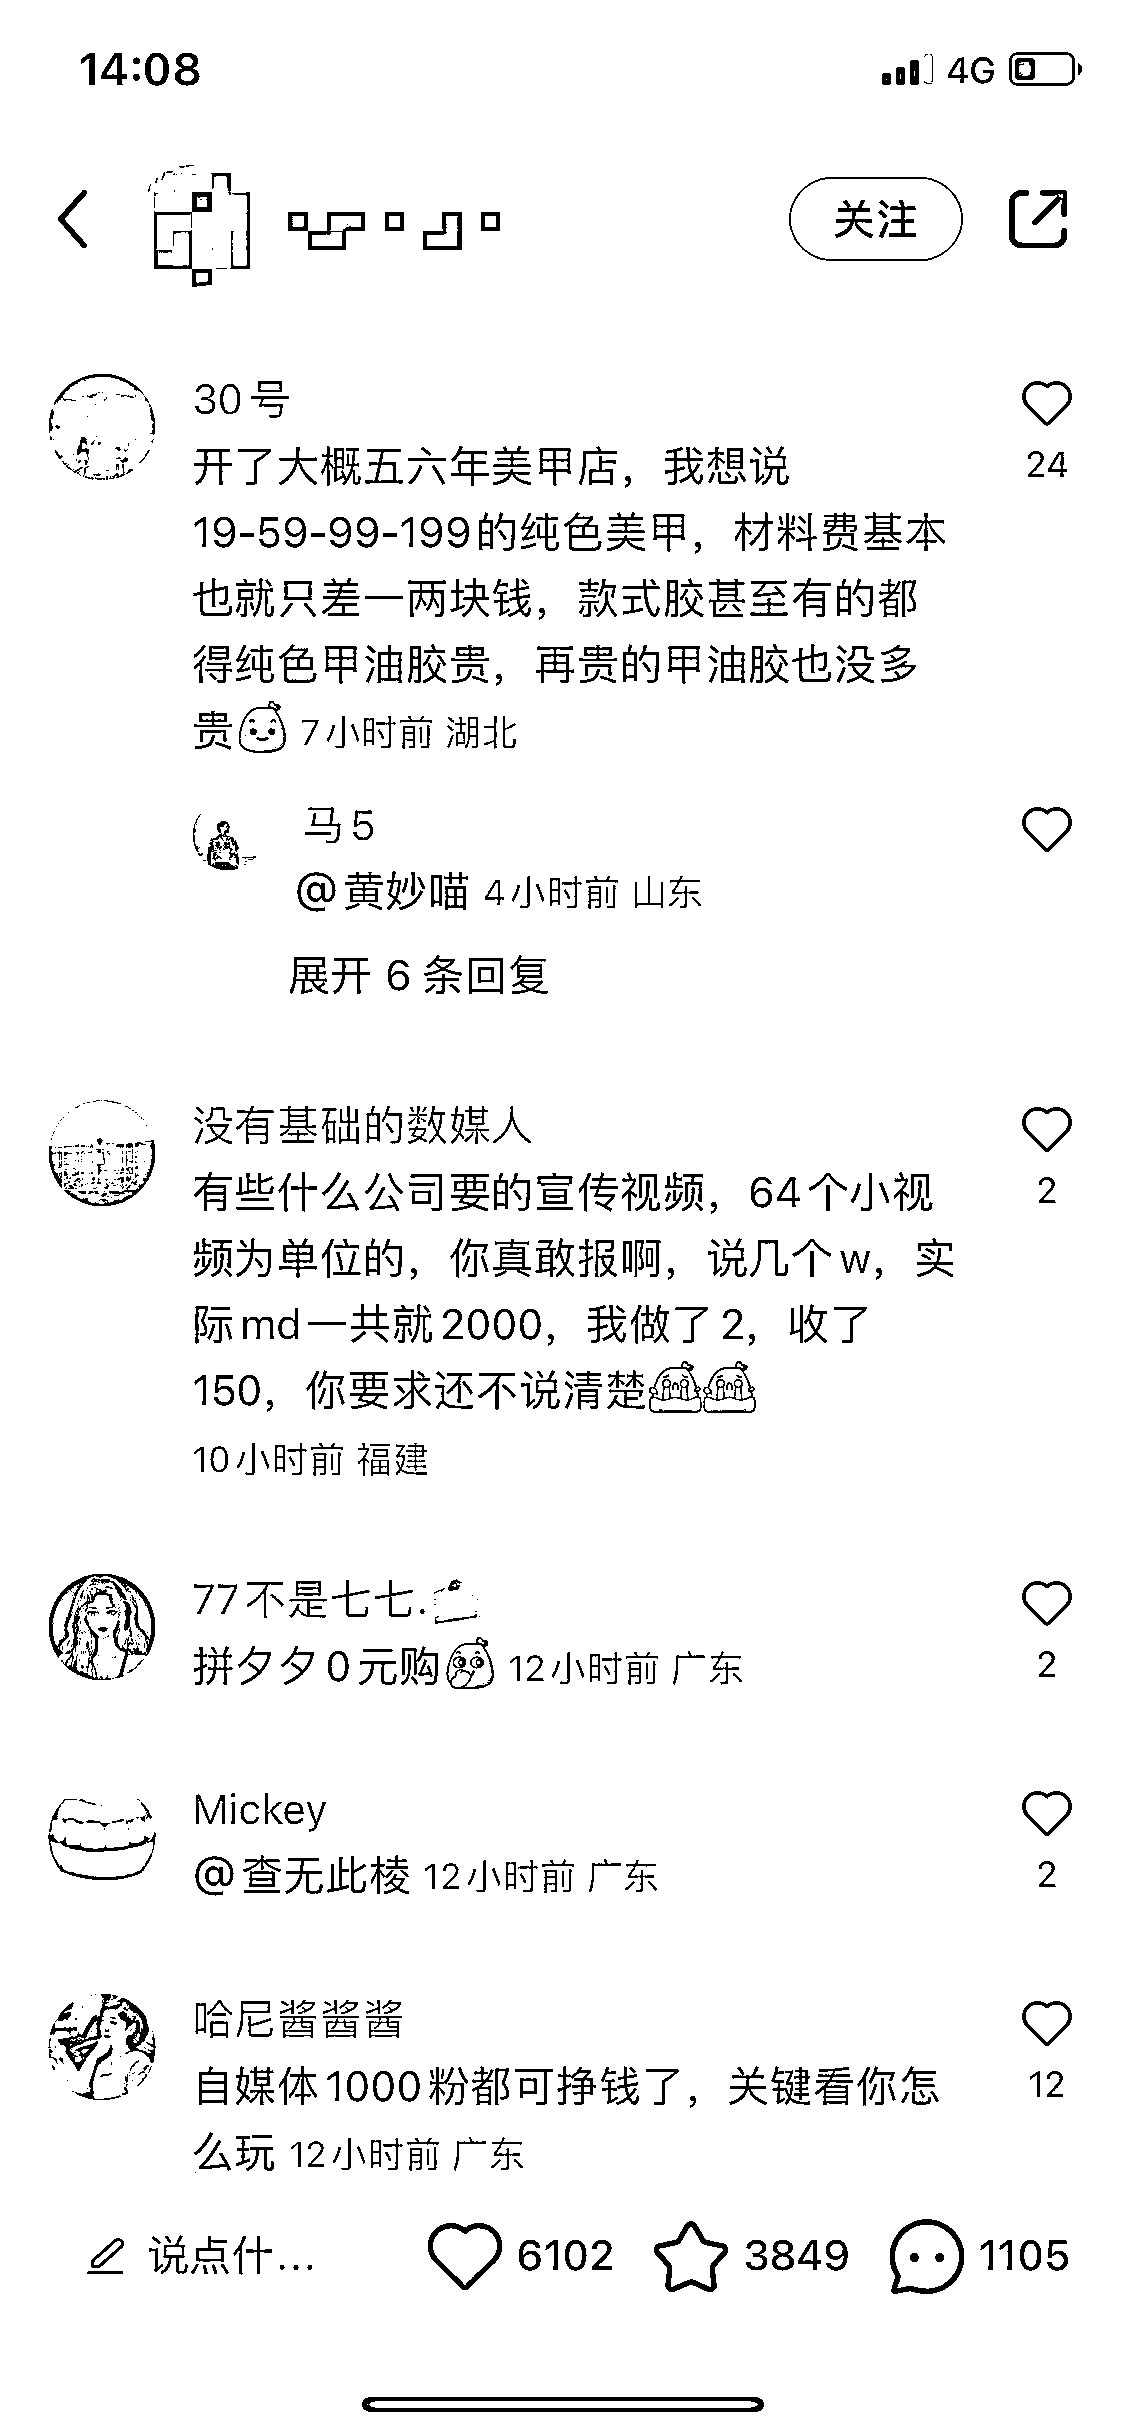 14:08
4G
关注
30号
24
开了大概五六年美甲店，我想说
19-59-99-199的纯色美甲，材料费基本
也就只差一两块钱，款式胶甚至有的都
得纯色甲油胶贵，再贵的甲油胶也没多
贵 7小时前 湖北
马5
@黄妙喵 4小时前 山东
展开 6 条回复
没有基础的数媒人
有些什么公司要的宣传视频，64个小视
2
频为单位的，你真敢报啊，说几个w，实
际md一共就2000，我做了2，收了
150，你要求还不说清楚
10小时前 福建
77不是七七.
拼夕夕0元购 12小时前 广东
2
Mickey
@查无此棱 12小时前 广东
2
哈尼酱酱酱
自媒体1000粉都可挣钱了，关键看你怎
12
么玩 12小时前 广东
说点什... 6102 3849 1105